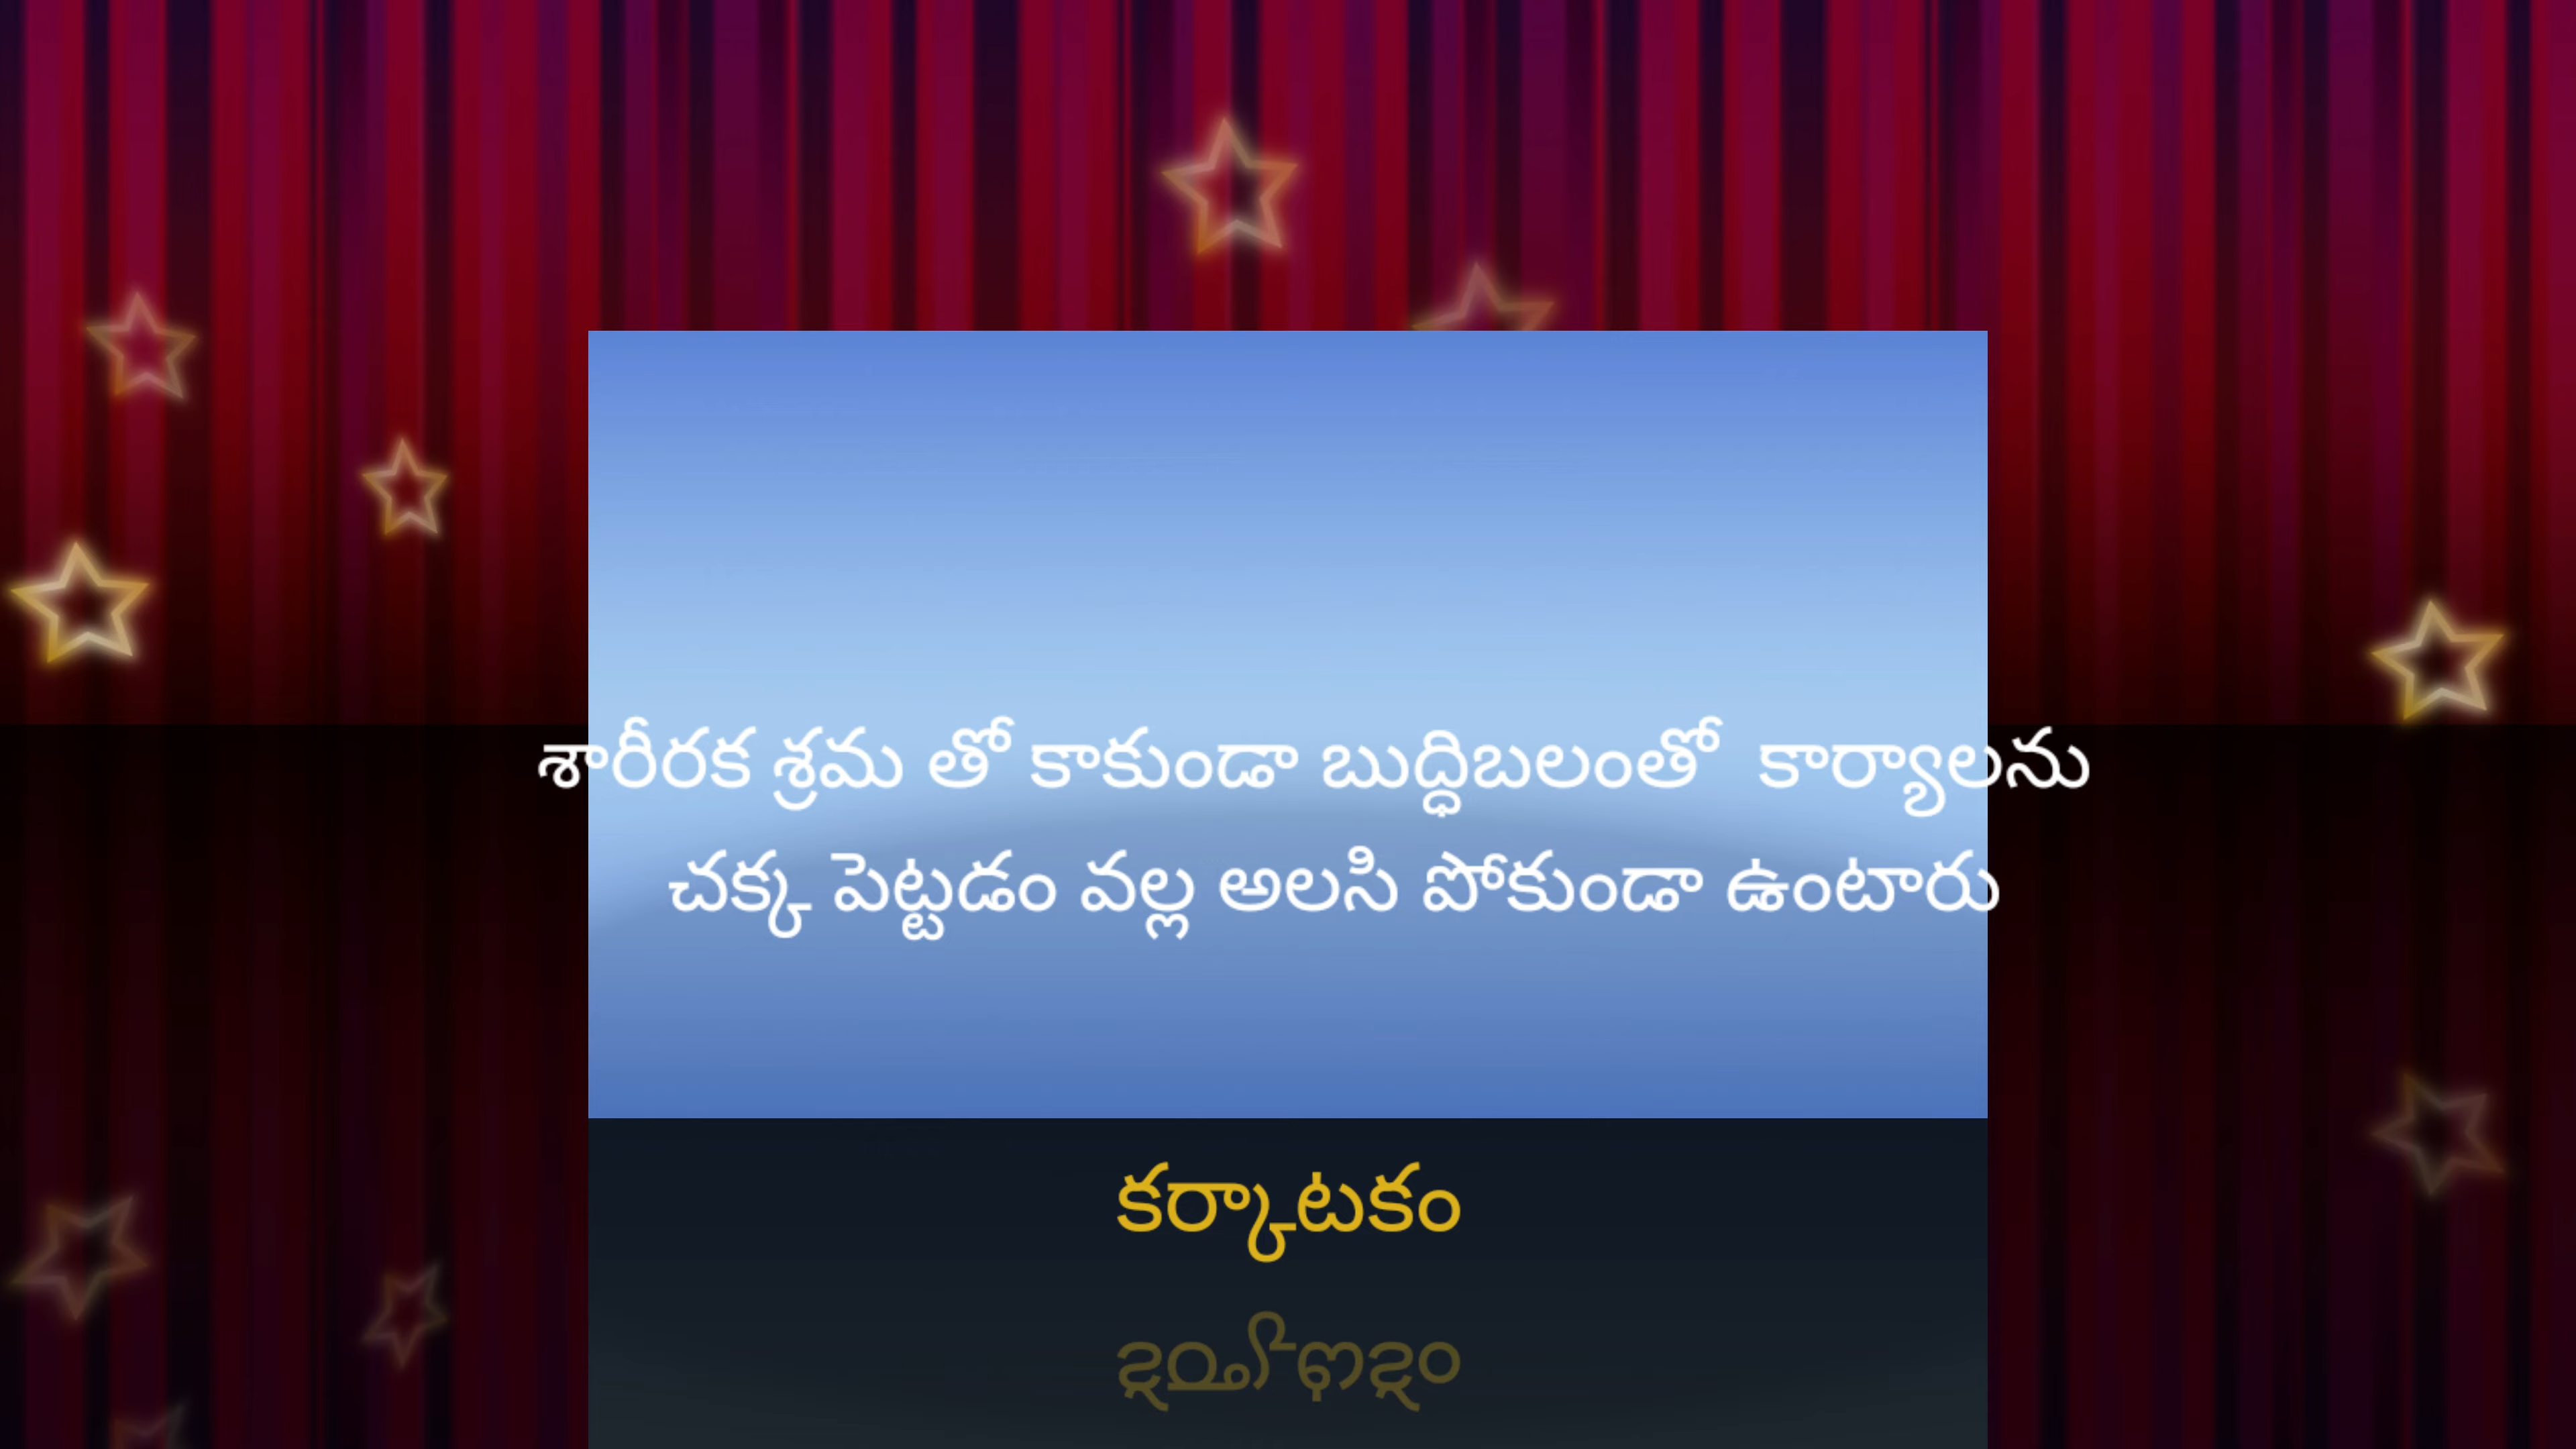 శారీరక శ్రమ తో కాకుండా బుద్ధిబలంతో కార్యాలను
చక్క పెట్టడం వల్ల అలసి పోకుండా ఉంటారు
కర్కాటకం